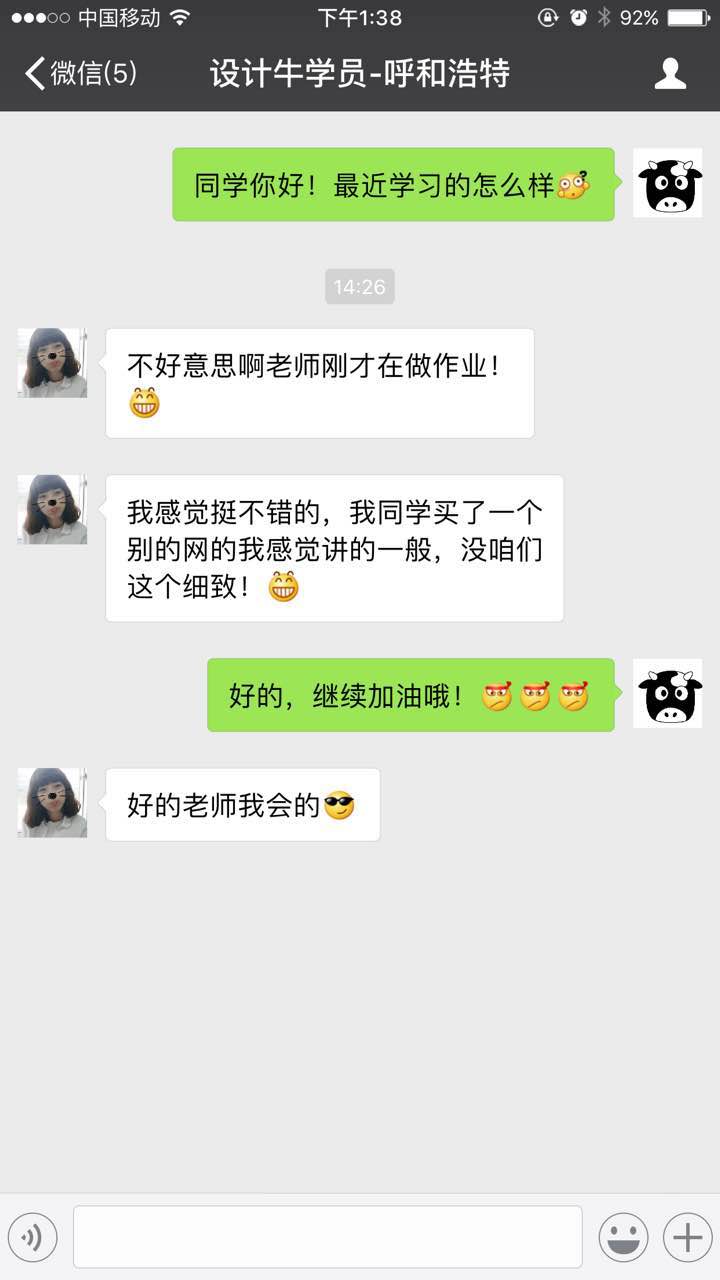 中国移动 下午1:38 92%
微信(5) 设计牛学员-呼和浩特
同学你好！最近学习的怎么样
14:26
不好意思啊老师刚才在做作业！
我感觉挺不错的，我同学买了一个
别的网的我感觉讲的一般，没咱们
这个细致！
好的，继续加油哦！
好的老师我会的